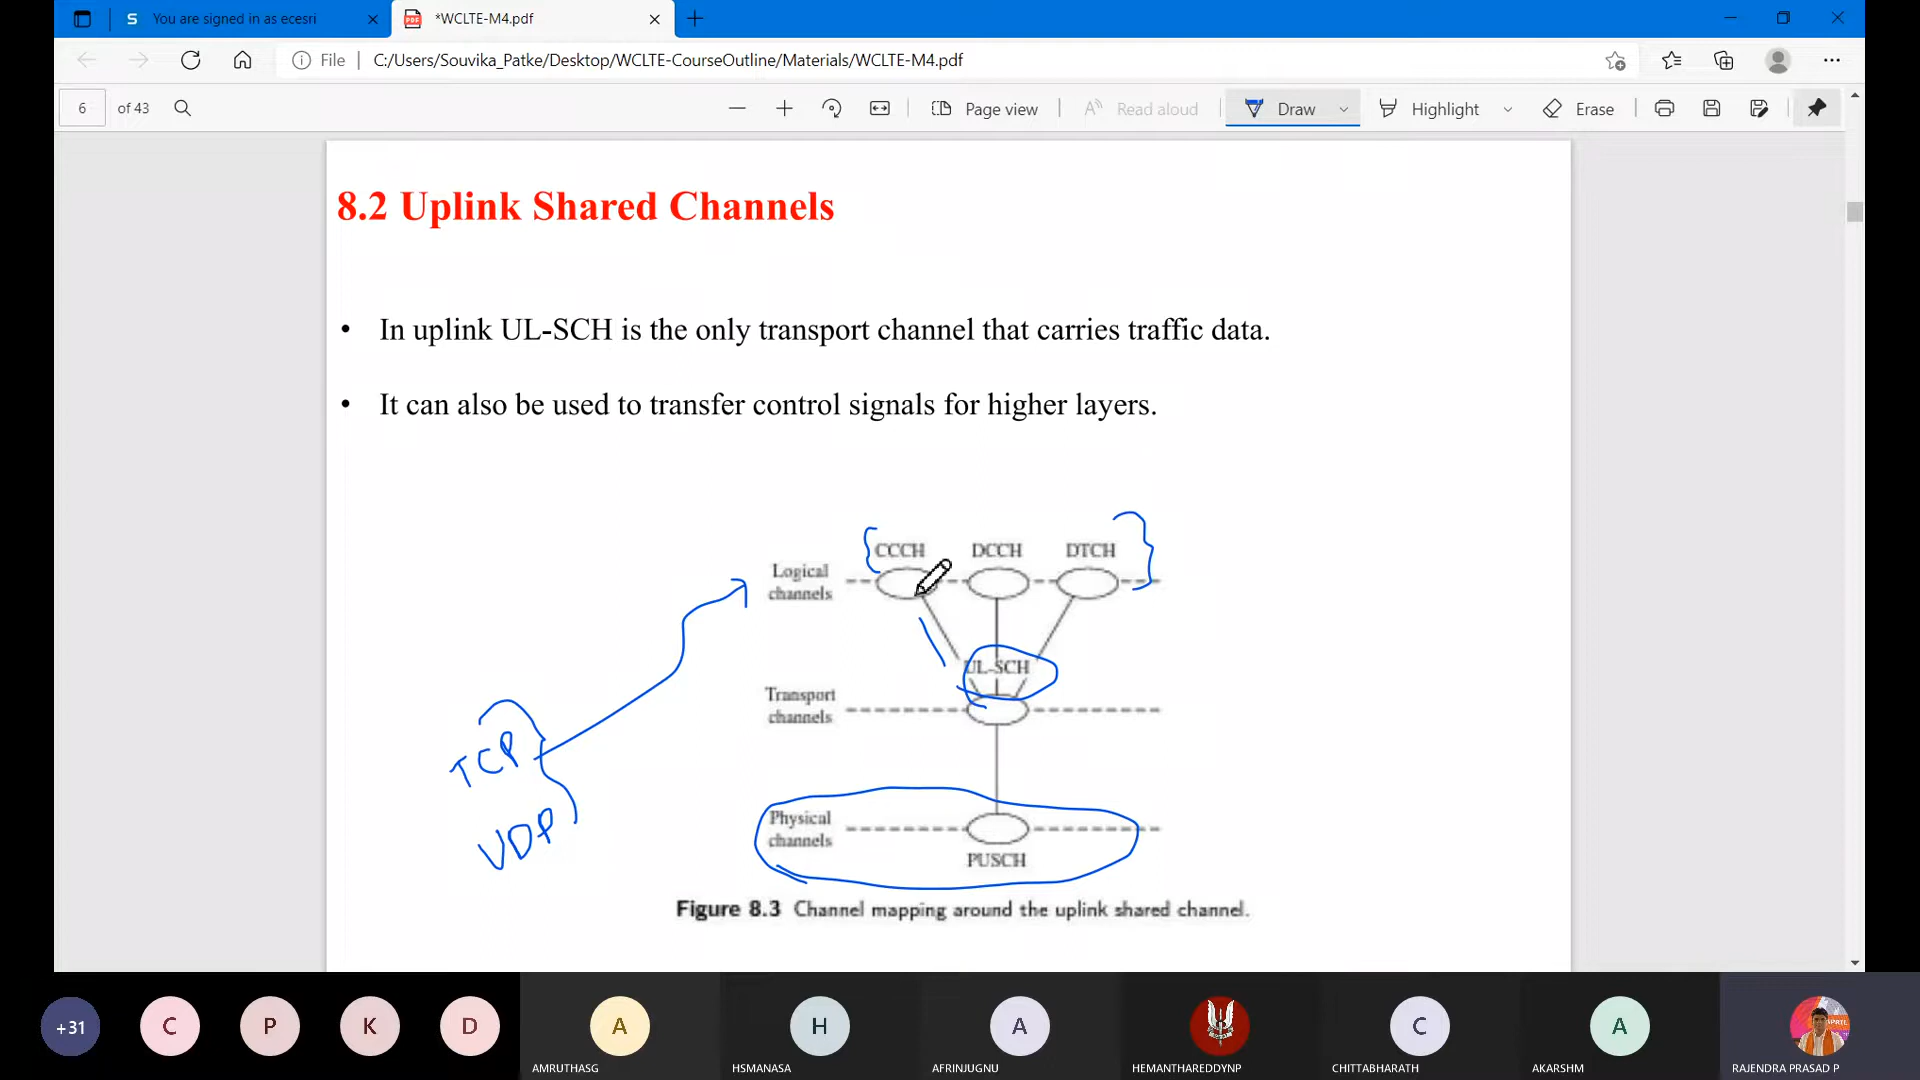 You are signed in as ecesri
*WCLTE-M4.pdf
File
C:/Users/Souvika_Patke/Desktop/WCLTE-CourseOutline/Materials/WCLTE-M4.pdf
6 of 43
Page view
Read aloud
Draw
Highlight
Erase
8.2 Uplink Shared Channels
• In uplink UL-SCH is the only transport channel that carries traffic data.
• It can also be used to transfer control signals for higher layers.
CCCH DCCH DTCH
Logical
channels
UL-SCH
Transport
channels
TCP
UDP
Physical
channels
PUSCH
Figure 8.3 Channel mapping around the uplink shared channel.
+31 C P K D A H A C A
AMRUTHASG HSMANASA AFRINJUGNU HEMANTHAREDDYNP CHITTABHARATH AKARSHM RAJENDRA PRASAD P